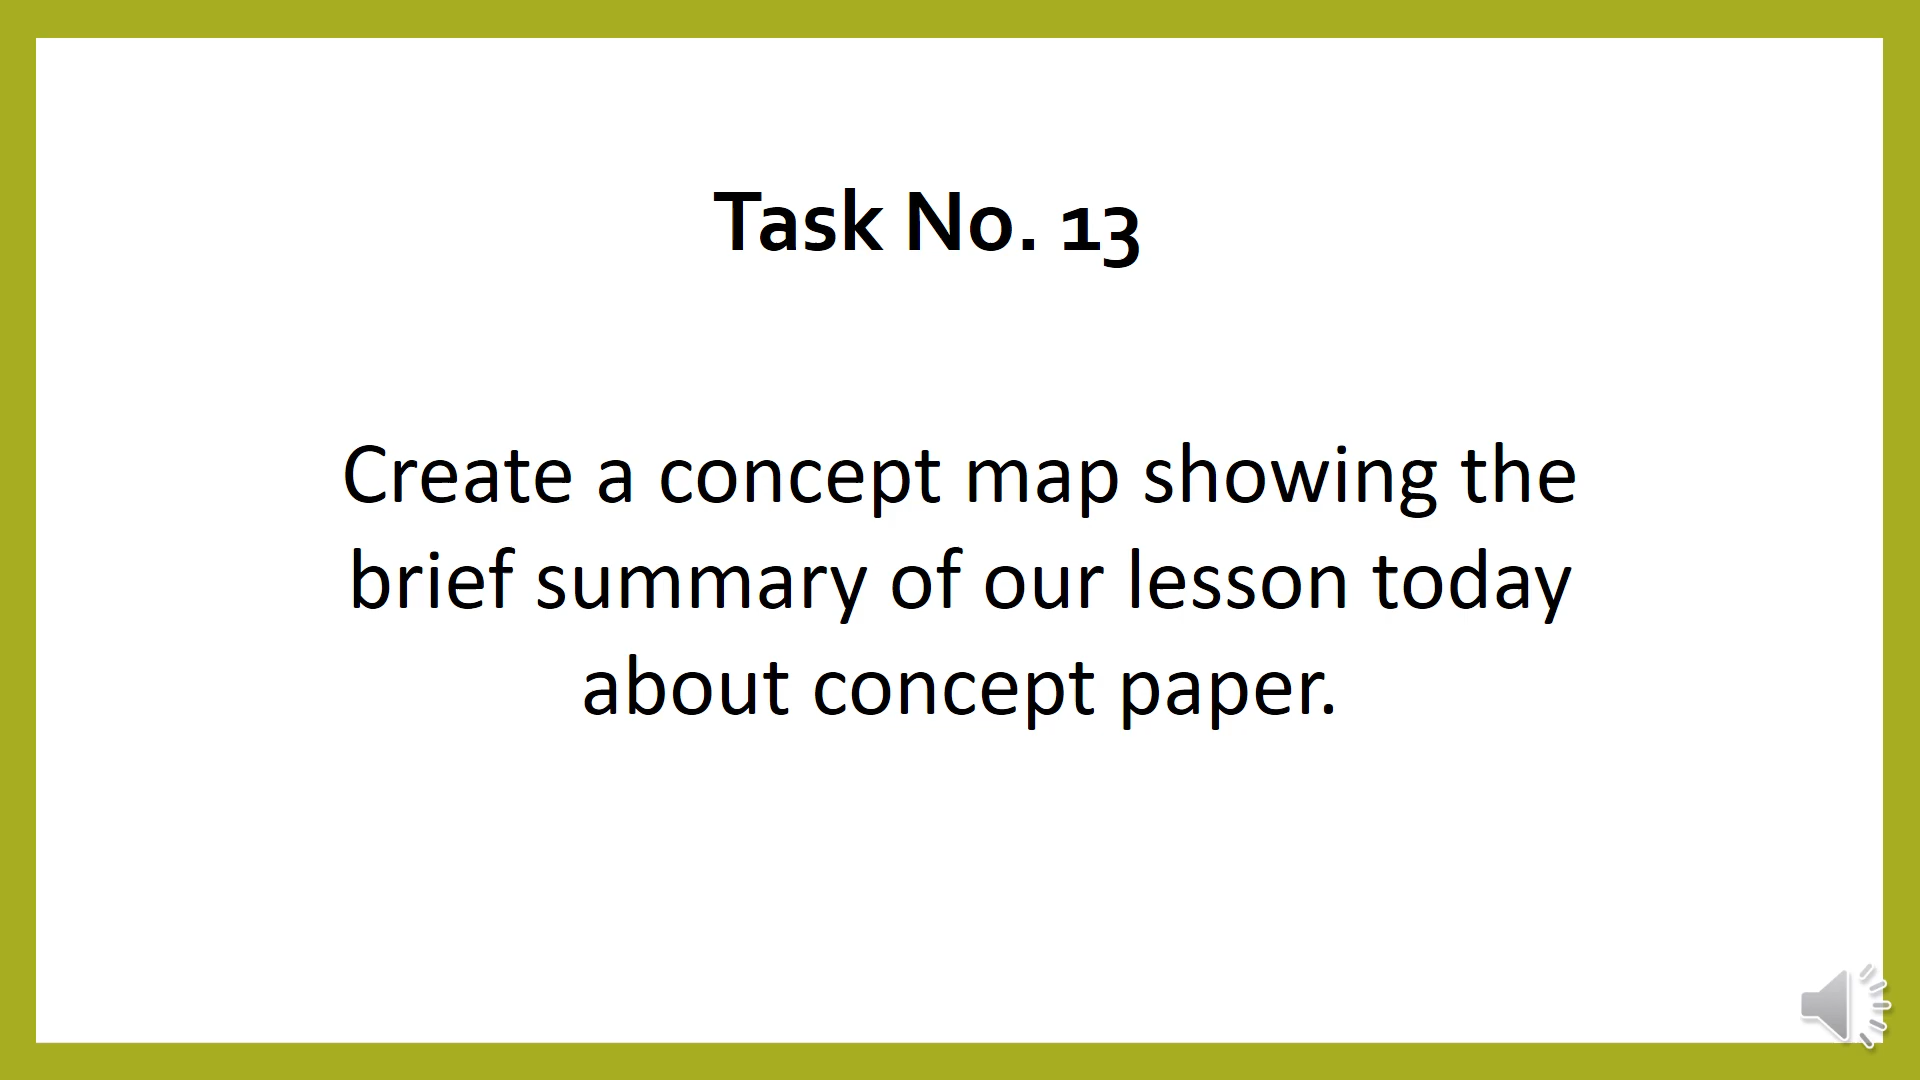 Task No. 13
Create a concept map showing the
brief summary of our lesson today
about concept paper.